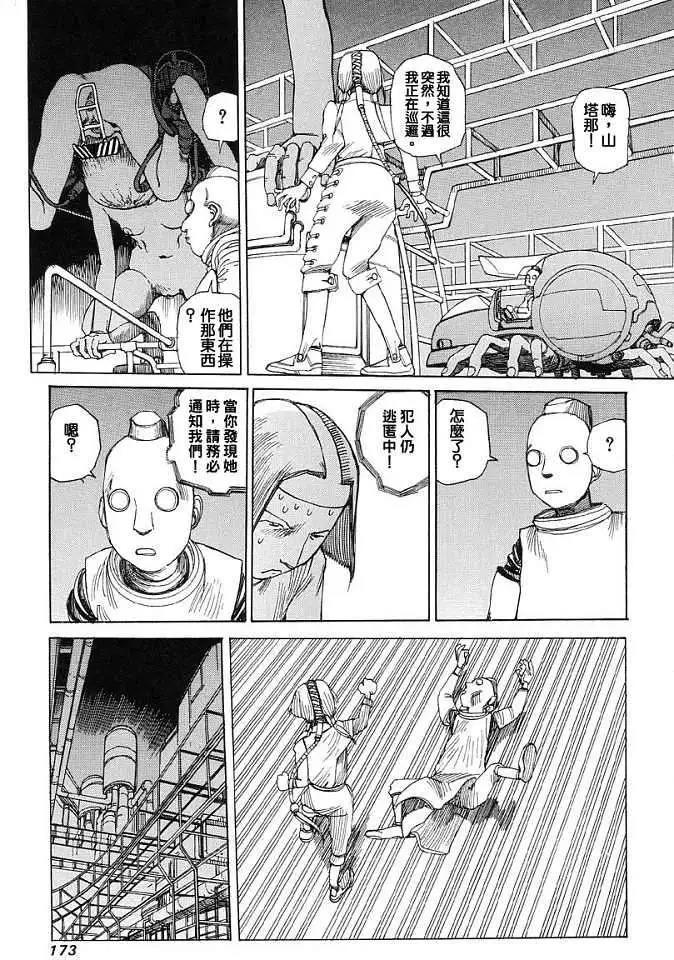 嗨，山
塔那！
我知道這很
突然，不過
我正在巡邏。
？
他們在操
作那東西
？
？
怎麼了？
犯人仍
逃匿中！
當你發現她
時，請務必
通知我們！
嗯？
173